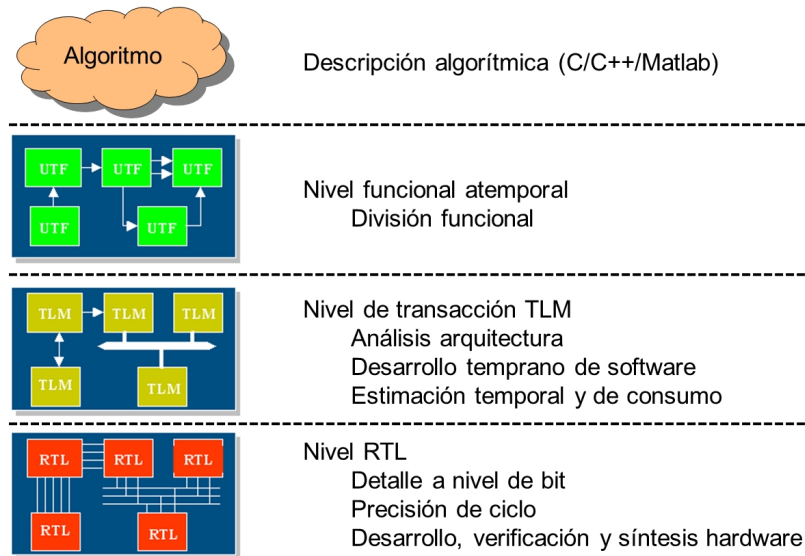 Algoritmo
Descripción algorítmica (C/C++/Matlab)
UTF
UTF
UTF
UTF
UTF
Nivel funcional atemporal
División funcional
TLM
TLM
TLM
TLM
TLM
Nivel de transacción TLM
Análisis arquitectura
Desarrollo temprano de software
Estimación temporal y de consumo
RTL
RTL
RTL
RTL
RTL
Nivel RTL
Detalle a nivel de bit
Precisión de ciclo
Desarrollo, verificación y síntesis hardware